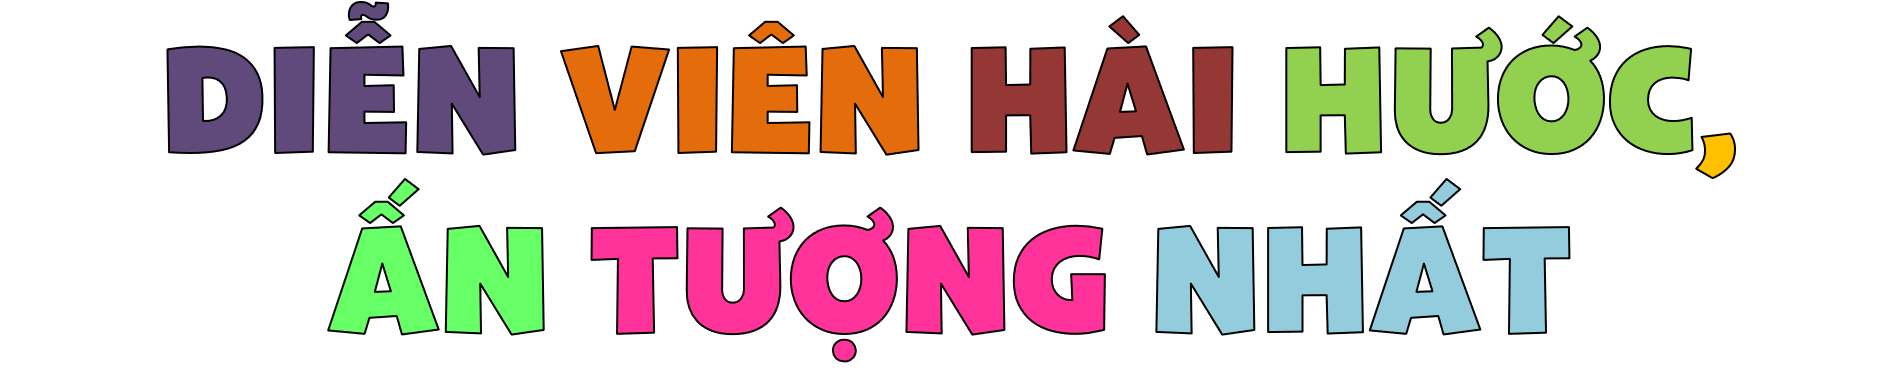 DIỄN VIÊN HÀI HƯỚC,
ẤN TƯỢNG NHẤT